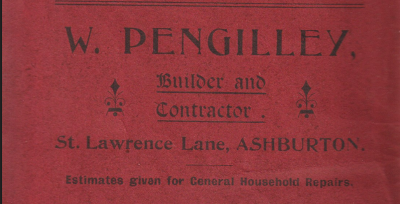 W. PENGILLEY,
Builder and
Contractor.
St. Lawrence Lane, ASHBURTON.
Estimates given for General Household Repairs.